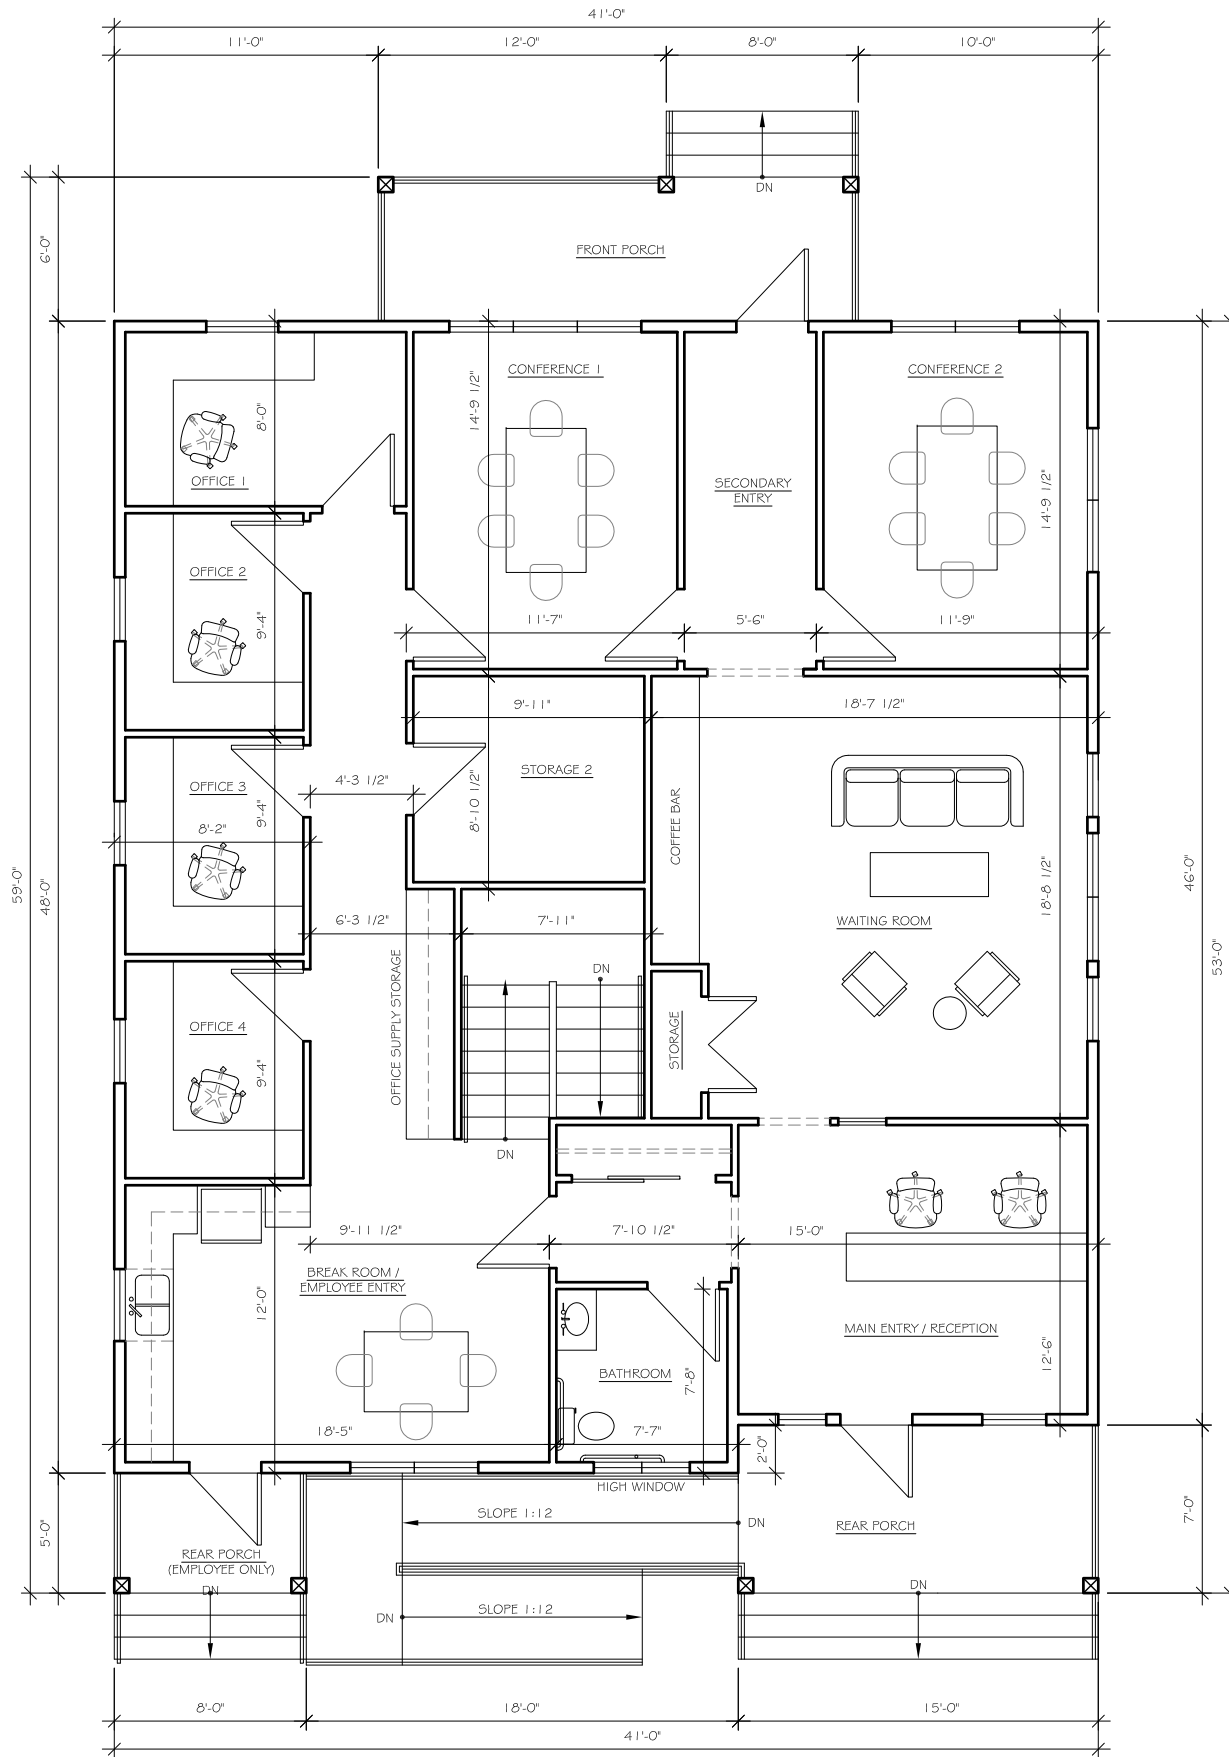 41'-0"
11'-0"
12'-0"
8'-0"
10'-0"
DN
6'-0"
FRONT PORCH
CONFERENCE 1
CONFERENCE 2
14'-9 1/2"
8'-0"
OFFICE 1
SECONDARY
ENTRY
14'-9 1/2"
OFFICE 2
9'-4"
11'-7"
5'-6"
11'-9"
9'-11"
18'-7 1/2"
STORAGE 2
4'-3 1/2"
OFFICE 3
9'-4"
8'-10 1/2"
COFFEE BAR
8'-2"
59'-0"
48'-0"
18'-8 1/2"
46'-0"
53'-0"
WAITING ROOM
6'-3 1/2"
7'-11"
DN
OFFICE SUPPLY STORAGE
STORAGE
OFFICE 4
9'-4"
DN
9'-11 1/2"
7'-10 1/2"
15'-0"
BREAK ROOM /
EMPLOYEE ENTRY
12'-0"
MAIN ENTRY / RECEPTION
12'-6"
BATHROOM
7'-8"
18'-5"
7'-7"
2'-0"
HIGH WINDOW
SLOPE 1:12
DN
REAR PORCH
7'-0"
5'-0"
REAR PORCH
(EMPLOYEE ONLY)
DN
DN
DN
SLOPE 1:12
8'-0"
18'-0"
15'-0"
41'-0"